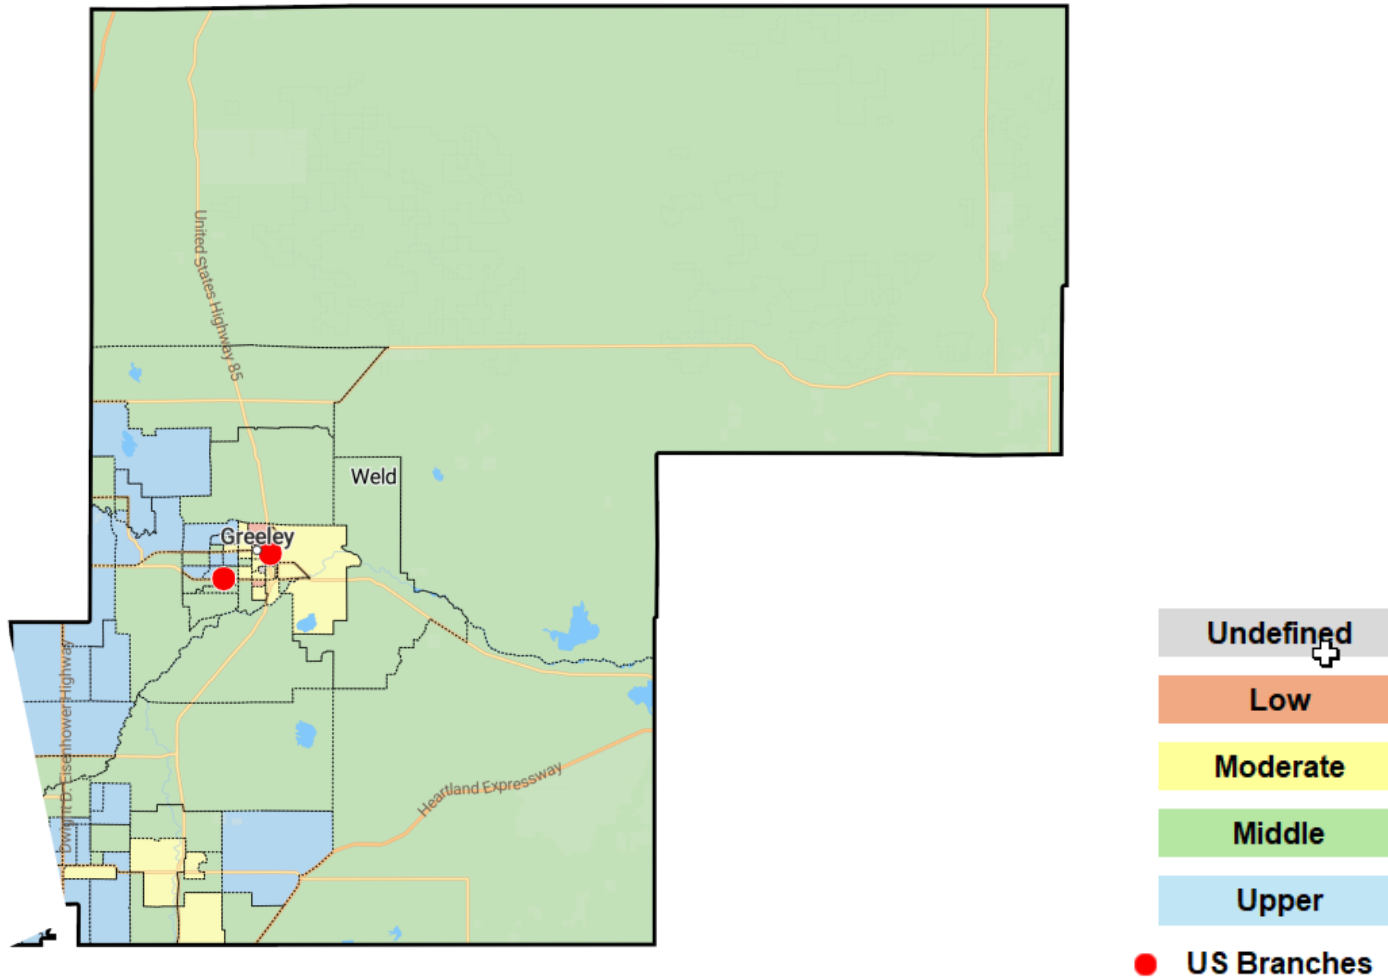 United States Highway 85
Weld
Greeley
Dwight D. Eisenhower Highway
Heartland Expressway
Undefined
Low
Moderate
Middle
Upper
US Branches